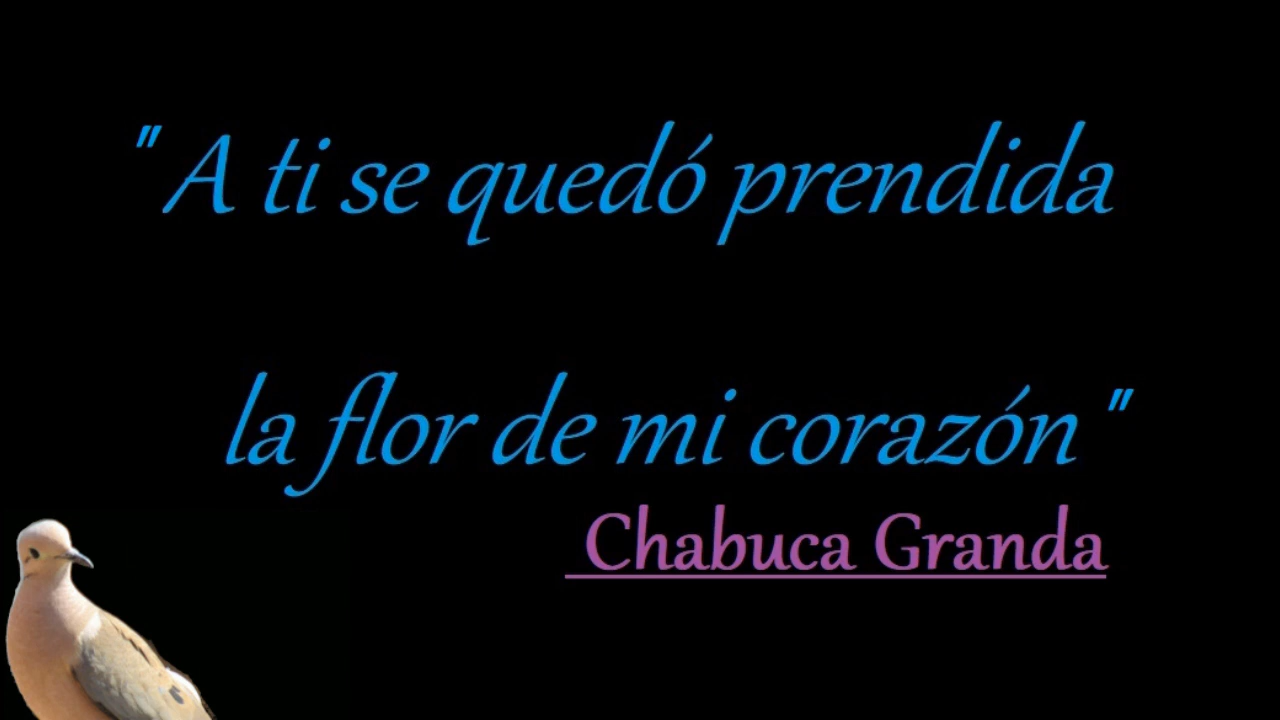 " A ti se quedó prendida
la flor de mi corazón "
Chabuca Granda